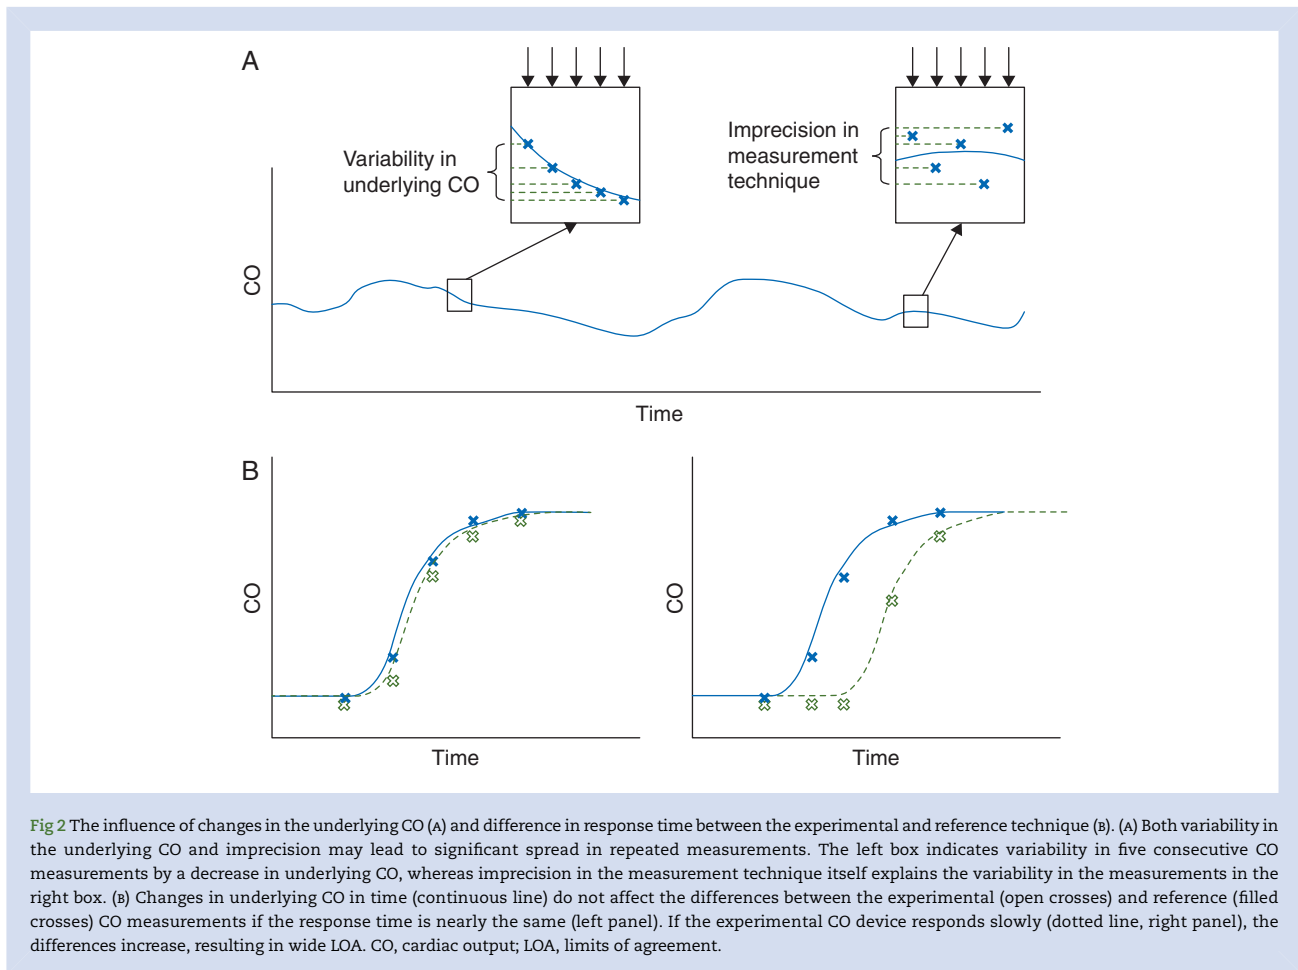 A
Variability in
underlying CO
Imprecision in
measurement
technique
CO
Time
B
CO
Time
CO
Time
Fig 2 The influence of changes in the underlying CO (A) and difference in response time between the experimental and reference technique (B). (A) Both variability in
the underlying CO and imprecision may lead to significant spread in repeated measurements. The left box indicates variability in five consecutive CO
measurements by a decrease in underlying CO, whereas imprecision in the measurement technique itself explains the variability in the measurements in the
right box. (B) Changes in underlying CO in time (continuous line) do not affect the differences between the experimental (open crosses) and reference (filled
crosses) CO measurements if the response time is nearly the same (left panel). If the experimental CO device responds slowly (dotted line, right panel), the
differences increase, resulting in wide LOA. CO, cardiac output; LOA, limits of agreement.